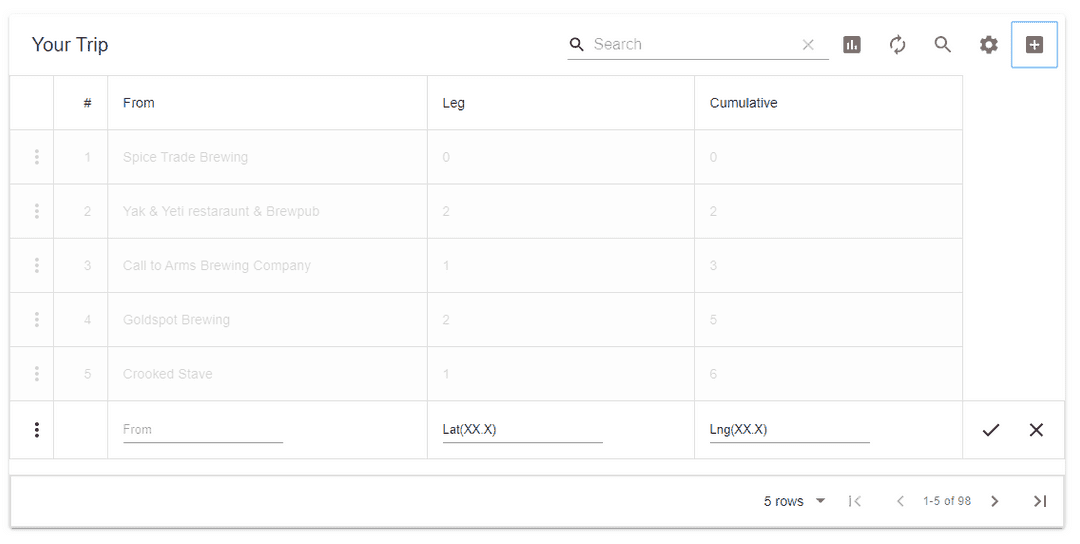 Your Trip Search
# From Leg Cumulative
1 Spice Trade Brewing 0 0
2 Yak & Yeti restaraunt & Brewpub 2 2
3 Call to Arms Brewing Company 1 3
4 Goldspot Brewing 2 5
5 Crooked Stave 1 6
From Lat(XX.X) Lng(XX.X)
5 rows 1-5 of 98